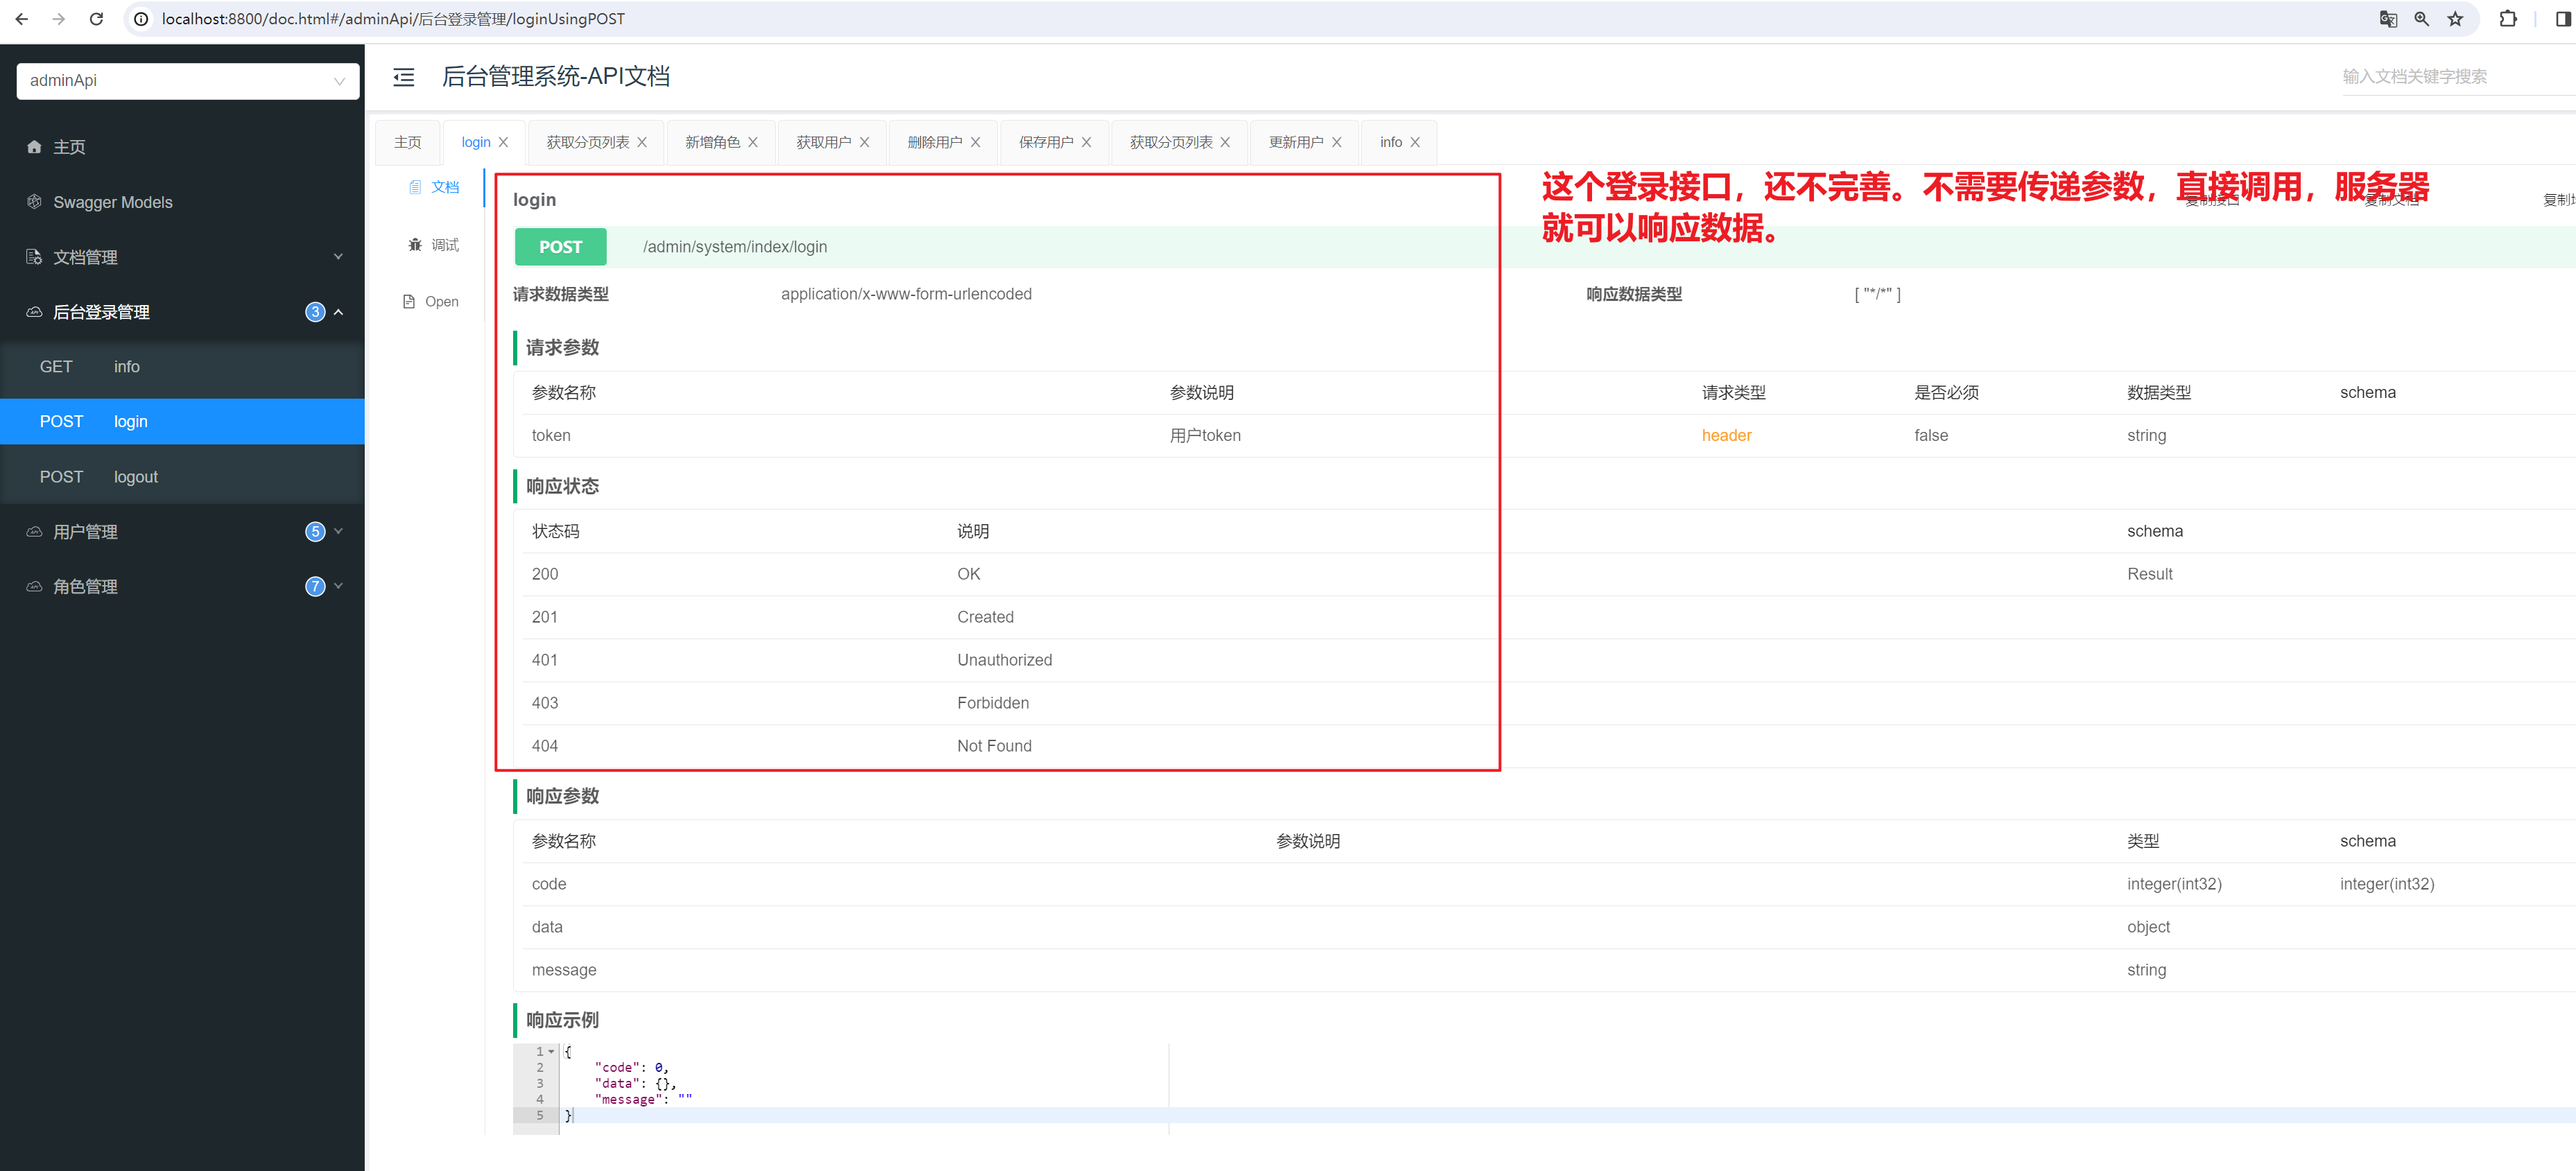 localhost:8800/doc.html#/adminApi/后台登录管理/loginUsingPOST
adminApi
后台管理系统-API文档
输入文档关键字搜索
主页
Swagger Models
文档管理
后台登录管理 3
GET info
POST login
POST logout
用户管理 5
角色管理 7
主页 login 获取分页列表 新增角色 获取用户 删除用户 保存用户 获取分页列表 更新用户 info
文档
调试
Open
这个登录接口，还不完善。不需要传递参数，直接调用，服务器
就可以响应数据。
login 复制接口 复制文档
POST /admin/system/index/login
请求数据类型 application/x-www-form-urlencoded 响应数据类型 [ "*/*" ]
请求参数
参数名称 参数说明 请求类型 是否必须 数据类型 schema
token 用户token header false string
响应状态
状态码 说明 schema
200 OK Result
201 Created
401 Unauthorized
403 Forbidden
404 Not Found
响应参数
参数名称 参数说明 类型 schema
code integer(int32) integer(int32)
data object
message string
响应示例
1 {
2 "code": 0,
3 "data": {},
4 "message": ""
5 }